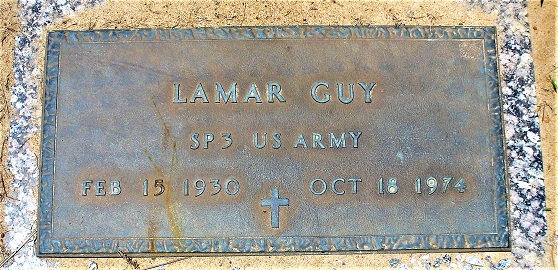 LAMAR GUY
SP3 US ARMY
FEB 15 1930 OCT 18 1974